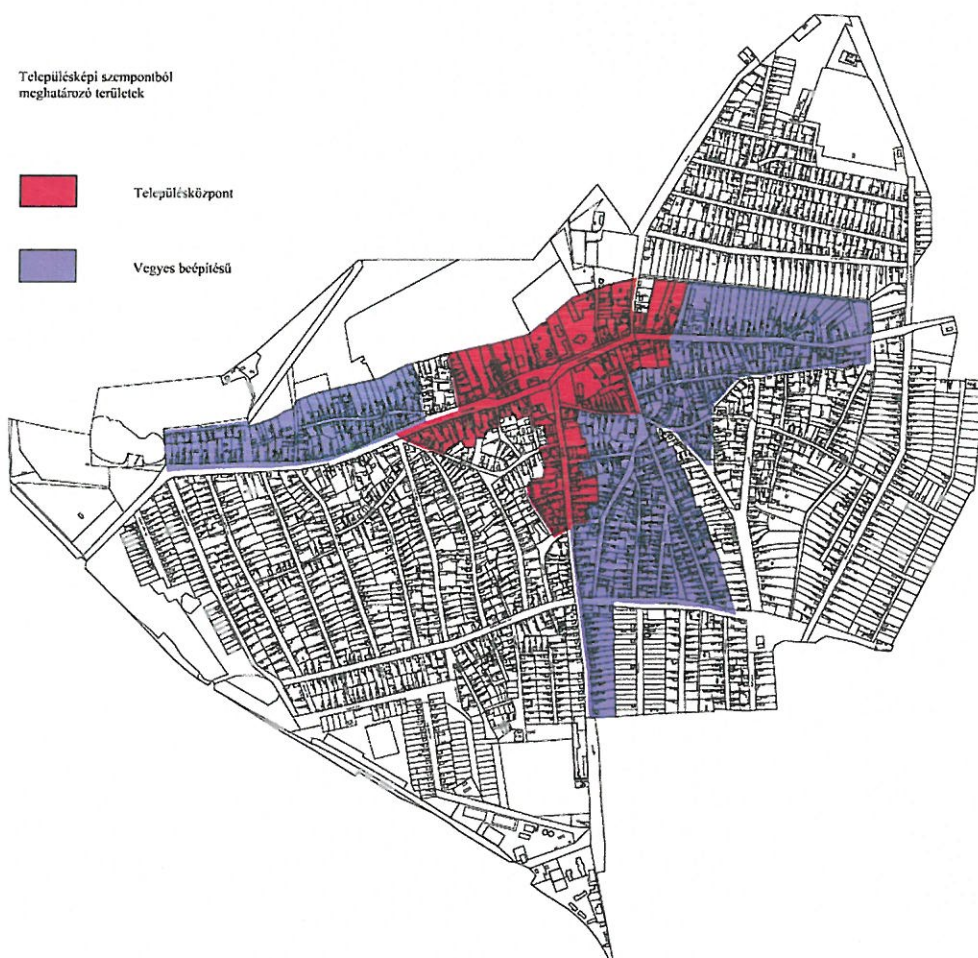 Településképi szempontból
meghatározó területek
Településközpont
Vegyes beépítésű